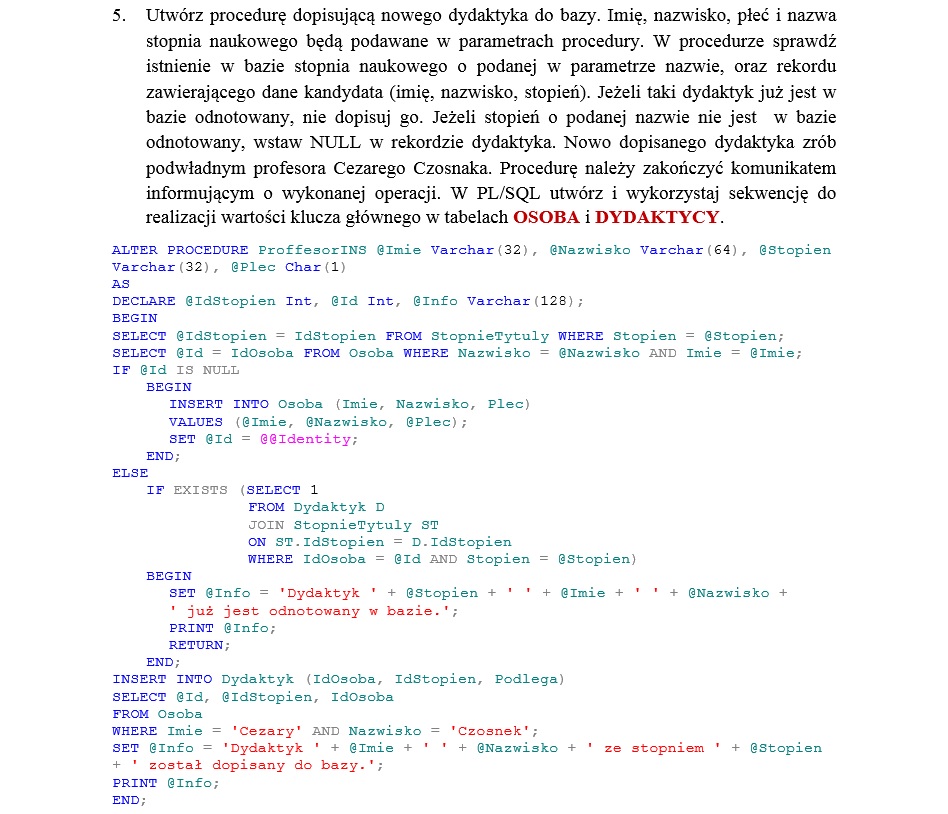 5. Utwórz procedurę dopisującą nowego dydaktyka do bazy. Imię, nazwisko, płeć i nazwa
stopnia naukowego będą podawane w parametrach procedury. W procedurze sprawdź
istnienie w bazie stopnia naukowego o podanej w parametrze nazwie, oraz rekordu
zawierającego dane kandydata (imię, nazwisko, stopień). Jeżeli taki dydaktyk już jest w
bazie odnotowany, nie dopisuj go. Jeżeli stopień o podanej nazwie nie jest w bazie
odnotowany, wstaw NULL w rekordzie dydaktyka. Nowo dopisanego dydaktyka zrób
podwładnym profesora Cezarego Czosnaka. Procedurę należy zakończyć komunikatem
informującym o wykonanej operacji. W PL/SQL utwórz i wykorzystaj sekwencję do
realizacji wartości klucza głównego w tabelach OSOBA i DYDAKTYCY.
ALTER PROCEDURE ProffesorINS @Imie Varchar(32), @Nazwisko Varchar(64), @Stopien
Varchar(32), @Plec Char(1)
AS
DECLARE @IdStopien Int, @Id Int, @Info Varchar(128);
BEGIN
SELECT @IdStopien = IdStopien FROM StopnieTytuly WHERE Stopien = @Stopien;
SELECT @Id = IdOsoba FROM Osoba WHERE Nazwisko = @Nazwisko AND Imie = @Imie;
IF @Id IS NULL
BEGIN
INSERT INTO Osoba (Imie, Nazwisko, Plec)
VALUES (@Imie, @Nazwisko, @Plec);
SET @Id = @@Identity;
END;
ELSE
IF EXISTS (SELECT 1
FROM Dydaktyk D
JOIN StopnieTytuly ST
ON ST.IdStopien = D.IdStopien
WHERE IdOsoba = @Id AND Stopien = @Stopien)
BEGIN
SET @Info = 'Dydaktyk ' + @Stopien + ' ' + @Imie + ' ' + @Nazwisko +
' już jest odnotowany w bazie.';
PRINT @Info;
RETURN;
END;
INSERT INTO Dydaktyk (IdOsoba, IdStopien, Podlega)
SELECT @Id, @IdStopien, IdOsoba
FROM Osoba
WHERE Imie = 'Cezary' AND Nazwisko = 'Czosnek';
SET @Info = 'Dydaktyk ' + @Imie + ' ' + @Nazwisko + ' ze stopniem ' + @Stopien
+ ' został dopisany do bazy.';
PRINT @Info;
END;